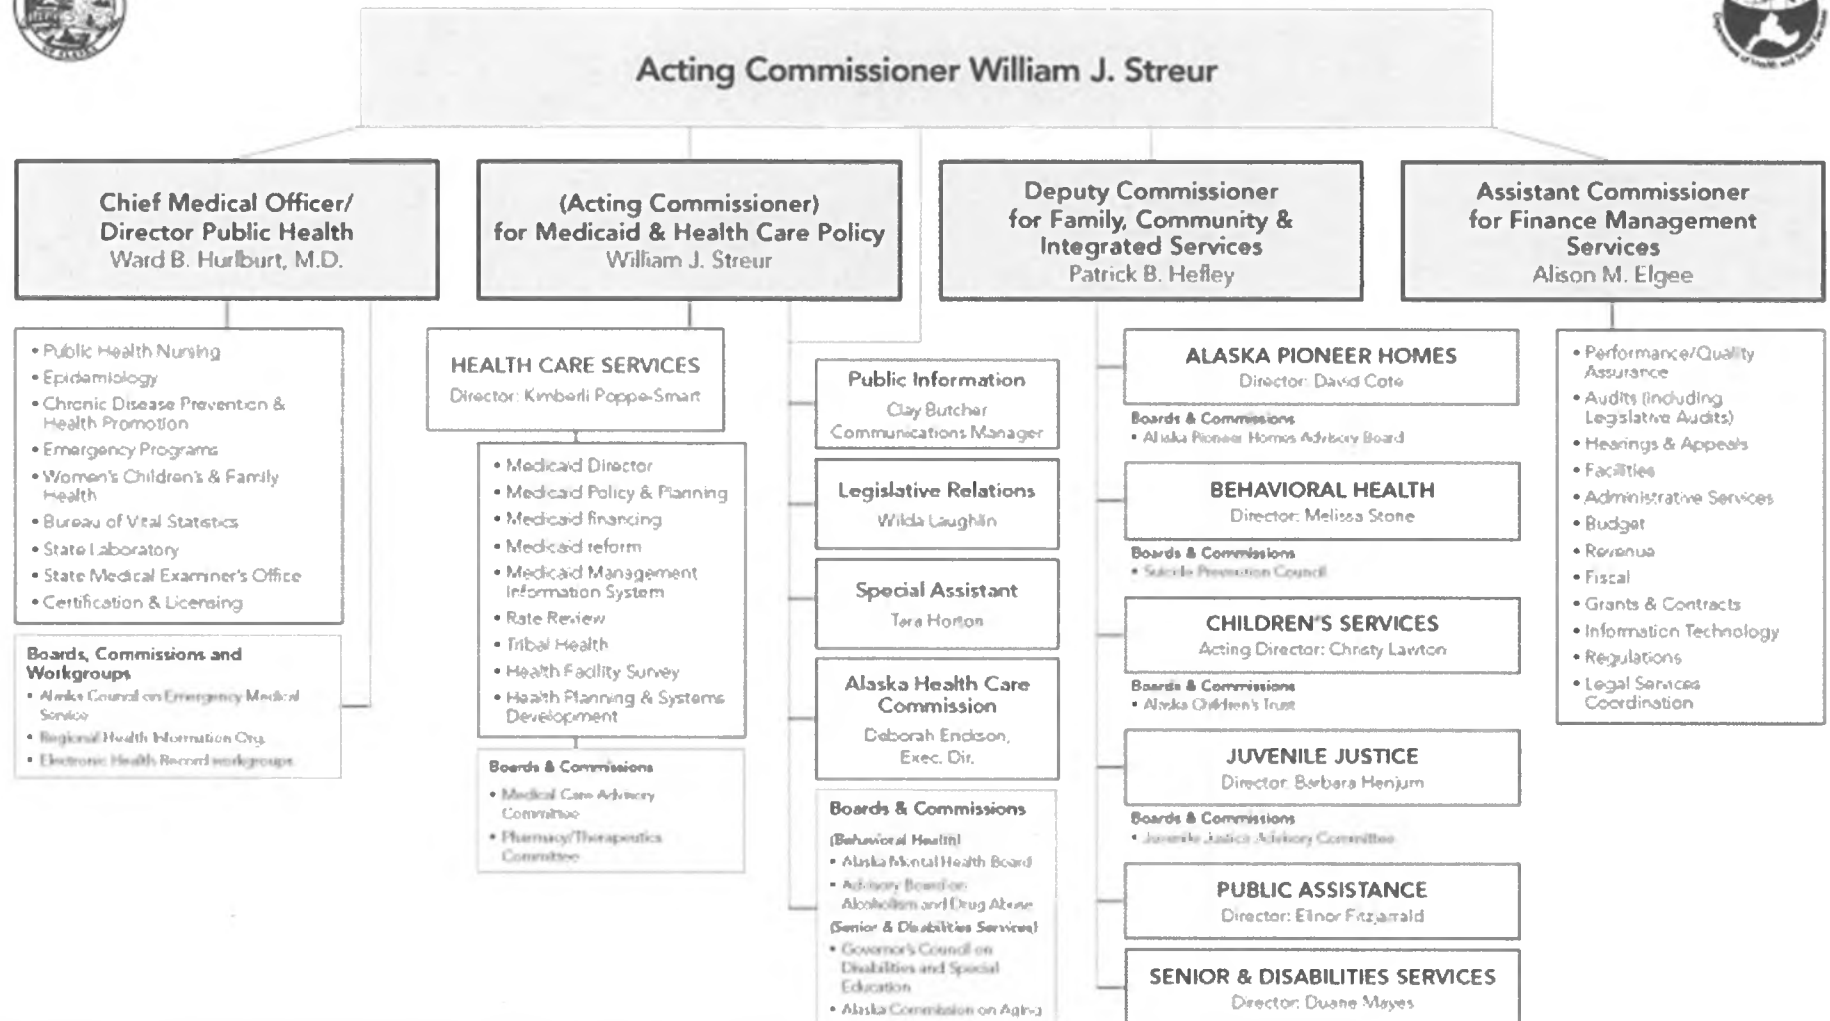 OF ALASKA
Acting Commissioner William J. Streur
Chief Medical Officer/
Director Public Health
Ward B. Hurlburt, M.D.
• Public Health Nursing
• Epidemiology
• Chronic Disease Prevention &
Health Promotion
• Emergency Programs
• Women's Children's & Family
Health
• Bureau of Vital Statistics
• State Laboratory
• State Medical Examiner's Office
• Certification & Licensing
Boards, Commissions and
Workgroups
• Alaska Council on Emergency Medical
Service
• Regional Health Information Org.
• Electronic Health Record workgroups
(Acting Commissioner)
for Medicaid & Health Care Policy
William J. Streur
HEALTH CARE SERVICES
Director: Kimberli Poppe-Smart
• Medicaid Director
• Medicaid Policy & Planning
• Medicaid financing
• Medicaid reform
• Medicaid Management
Information System
• Rate Review
• Tribal Health
• Health Facility Survey
• Health Planning & Systems
Development
Boards & Commissions
• Medical Care Advisory
Committee
• Pharmacy/Therapeutics
Committee
Public Information
Clay Butcher
Communications Manager
Legislative Relations
Wilda Laughlin
Special Assistant
Tara Horton
Alaska Health Care
Commission
Deborah Erickson,
Exec. Dir.
Boards & Commissions
(Behavioral Health)
• Alaska Mental Health Board
• Advisory Board on
Alcoholism and Drug Abuse
(Senior & Disabilities Services)
• Governor's Council on
Disabilities and Special
Education
• Alaska Commission on Aging
Deputy Commissioner
for Family, Community &
Integrated Services
Patrick B. Hefley
ALASKA PIONEER HOMES
Director: David Cote
Boards & Commissions
• Alaska Pioneer Homes Advisory Board
BEHAVIORAL HEALTH
Director: Melissa Stone
Boards & Commissions
• Suicide Prevention Council
CHILDREN'S SERVICES
Acting Director: Christy Lawton
Boards & Commissions
• Alaska Children's Trust
JUVENILE JUSTICE
Director: Barbara Henjum
Boards & Commissions
• Juvenile Justice Advisory Committee
PUBLIC ASSISTANCE
Director: Elinor Fitzjarrald
SENIOR & DISABILITIES SERVICES
Director: Duane Mayes
Assistant Commissioner
for Finance Management
Services
Alison M. Elgee
• Performance/Quality
Assurance
• Audits (including
Legislative Audits)
• Hearings & Appeals
• Facilities
• Administrative Services
• Budget
• Revenue
• Fiscal
• Grants & Contracts
• Information Technology
• Regulations
• Legal Services
Coordination